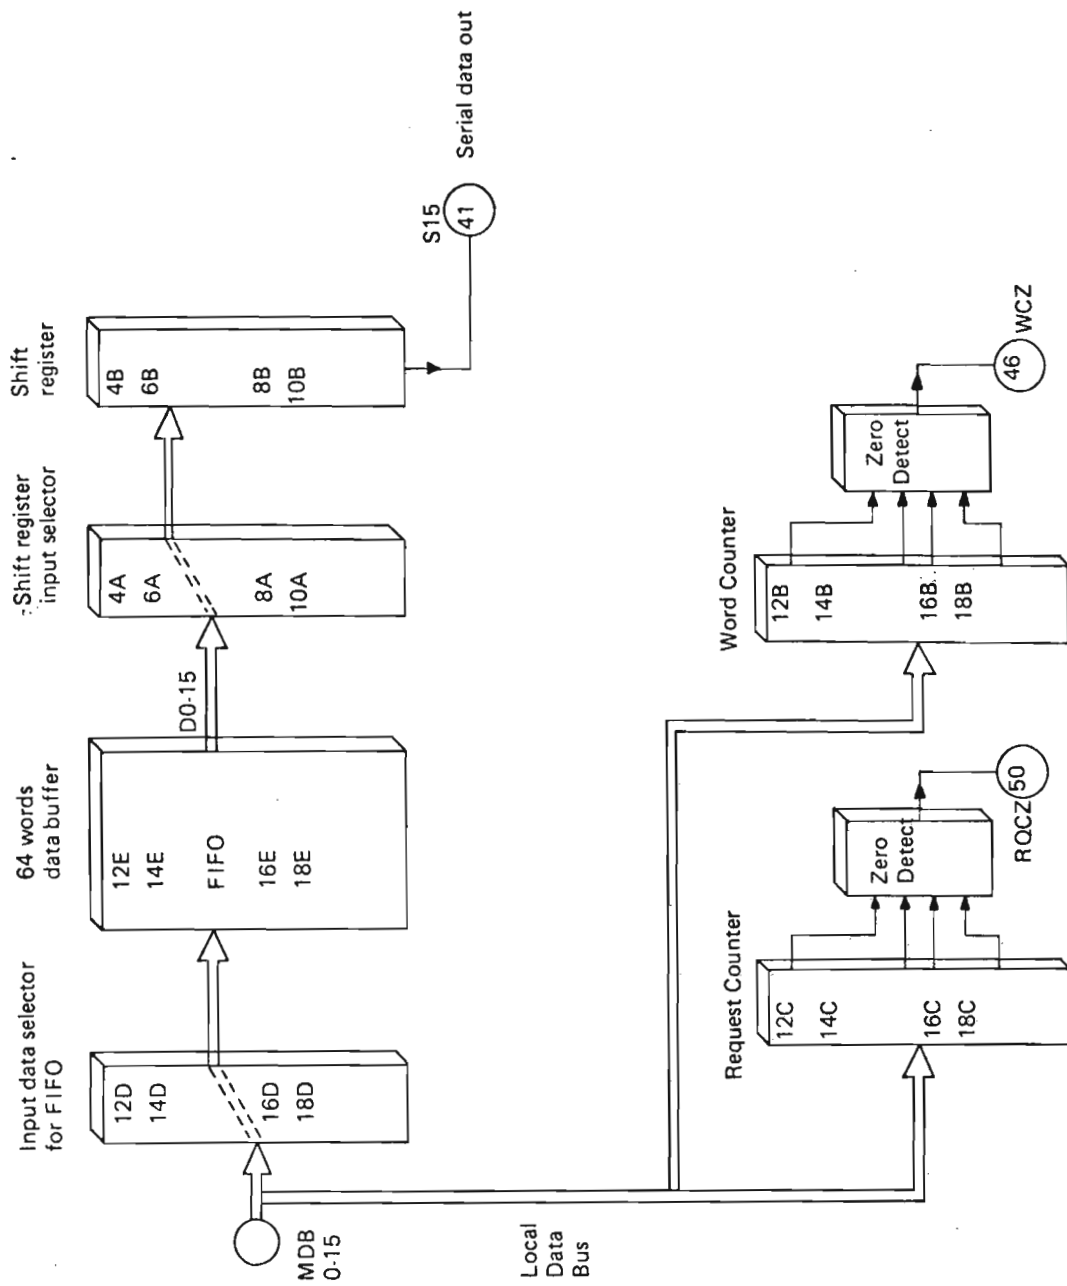 Input data selector
for FIFO
12D
14D
16D
18D
64 words
data buffer
12E
14E
FIFO
16E
18E
D0-15
Shift register
input selector
4A
6A
8A
10A
Shift
register
4B
6B
8B
10B
S15
41
Serial data out
MDB
0-15
Local
Data
Bus
Request Counter
12C
14C
16C
18C
Zero
Detect
RQCZ
50
Word Counter
12B
14B
16B
18B
Zero
Detect
46
WCZ